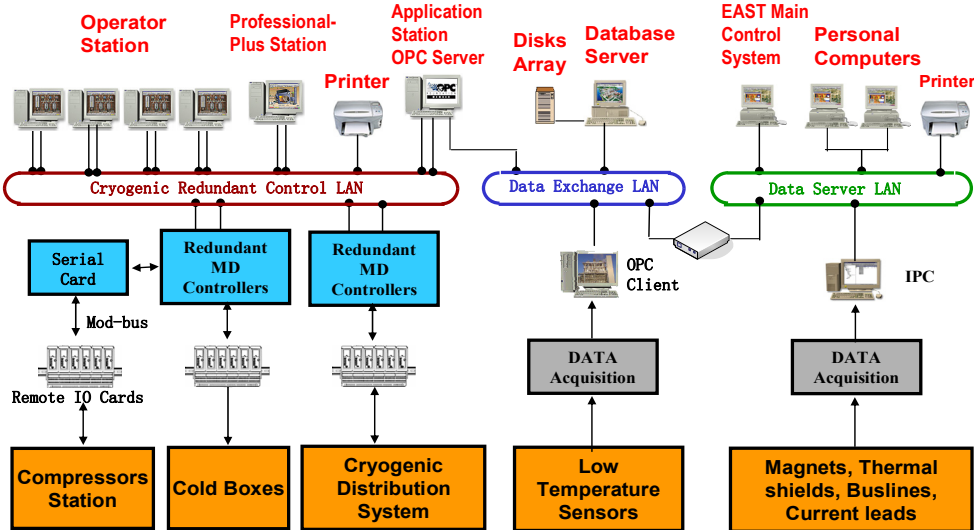 Operator
Station
Professional-
Plus Station
Printer
Application
Station
OPC Server
Disks
Array
Database
Server
EAST Main
Control
System
Personal
Computers
Printer
OPC
Cryogenic Redundant Control LAN
Data Exchange LAN
Data Server LAN
Serial
Card
Redundant
MD
Controllers
Redundant
MD
Controllers
OPC
Client
IPC
Mod-bus
Remote IO Cards
DATA
Acquisition
DATA
Acquisition
Compressors
Station
Cold Boxes
Cryogenic
Distribution
System
Low
Temperature
Sensors
Magnets, Thermal
shields, Buslines,
Current leads